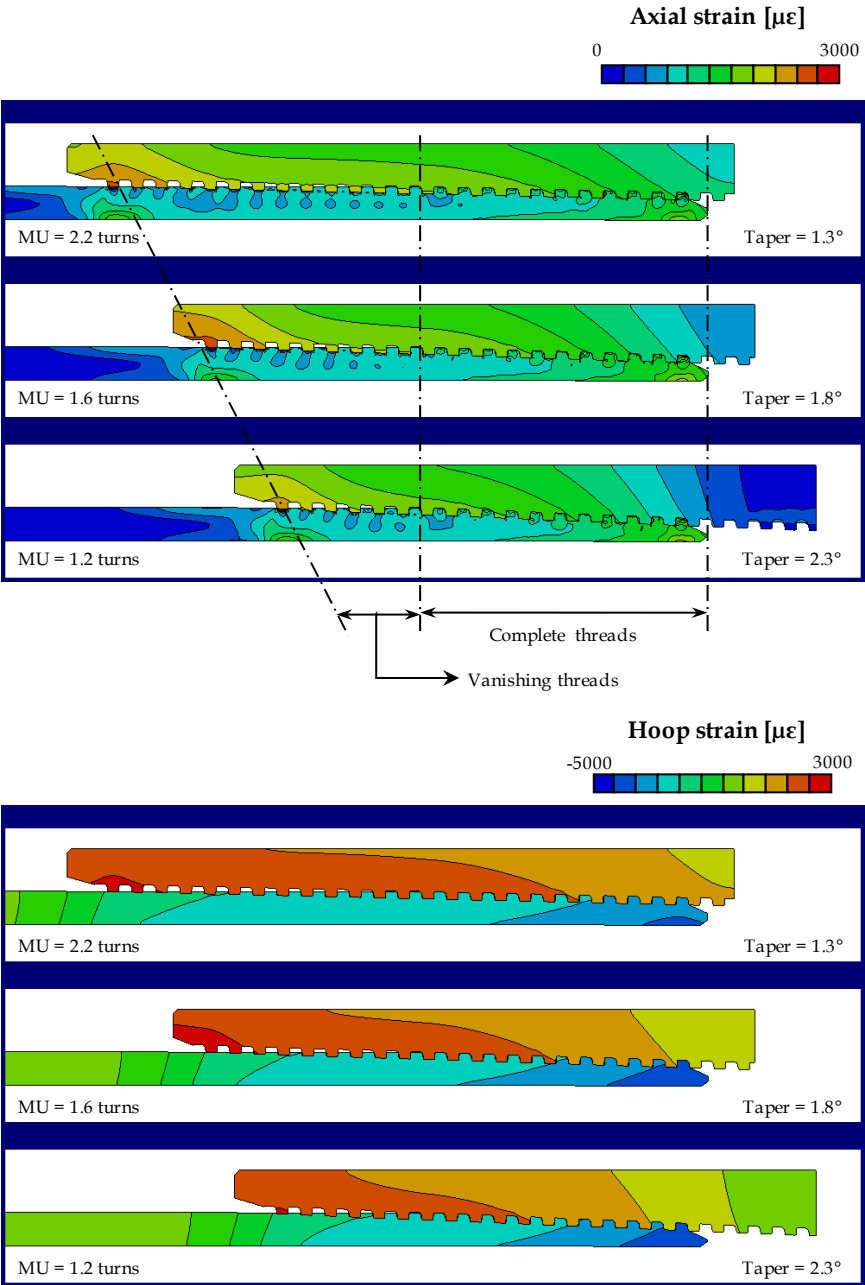 Axial strain [µε]
0 3000
MU = 2.2 turns Taper = 1.3°
MU = 1.6 turns Taper = 1.8°
MU = 1.2 turns Taper = 2.3°
Complete threads
Vanishing threads
Hoop strain [µε]
-5000 3000
MU = 2.2 turns Taper = 1.3°
MU = 1.6 turns Taper = 1.8°
MU = 1.2 turns Taper = 2.3°